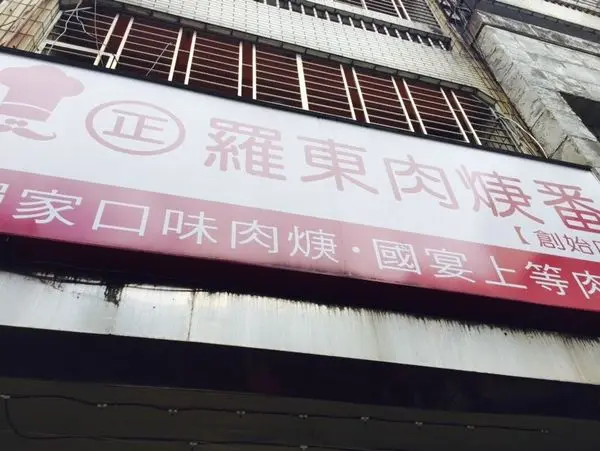 正 羅東肉焿番
【創始
家口味肉焿・國宴上等肉